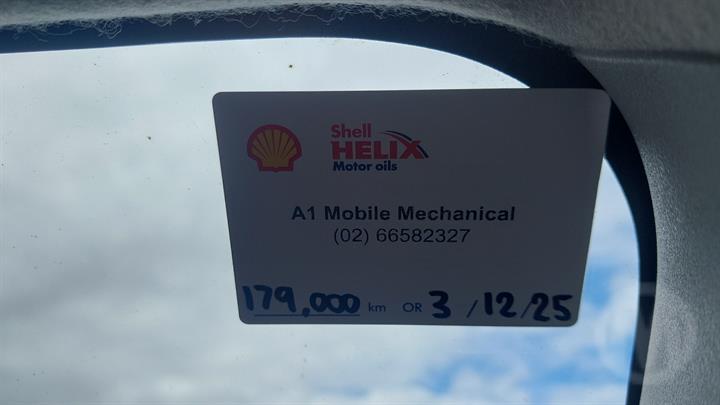 Shell
HELIX
Motor oils
A1 Mobile Mechanical
(02) 66582327
179,000 km OR 3/12/25